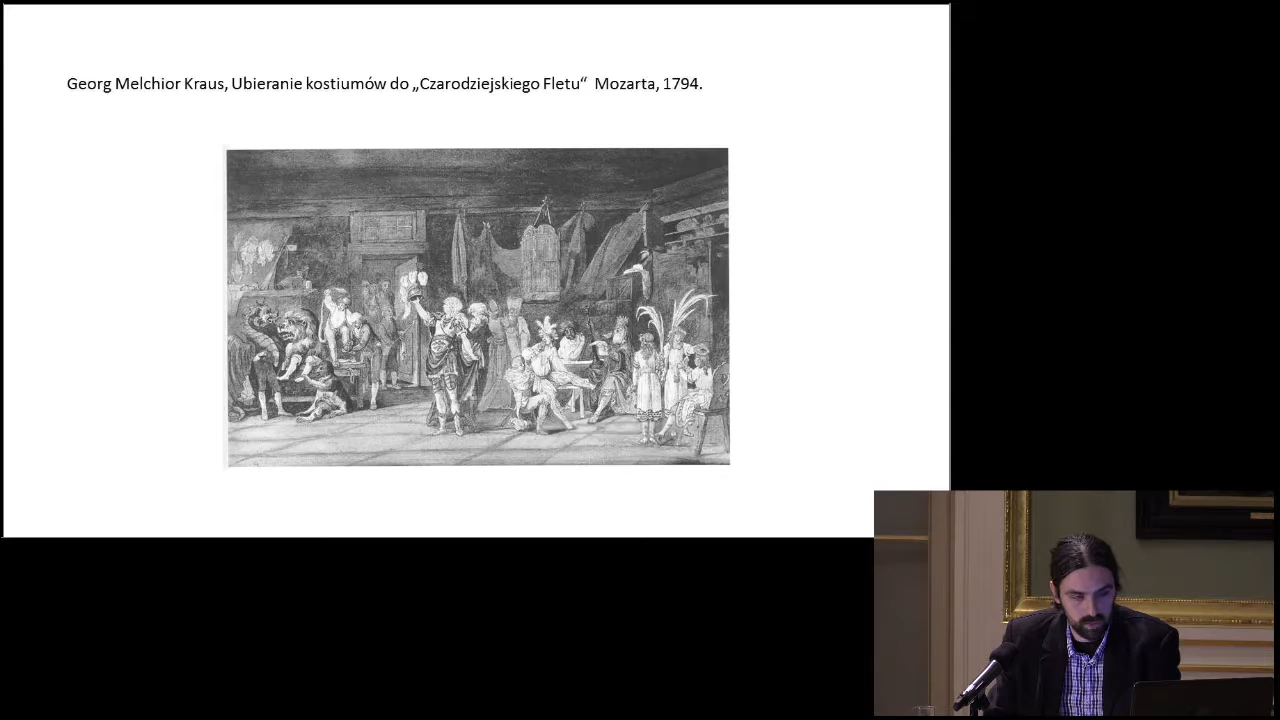 Georg Melchior Kraus, Ubieranie kostiumów do „Czarodziejskiego Fletu“ Mozarta, 1794.